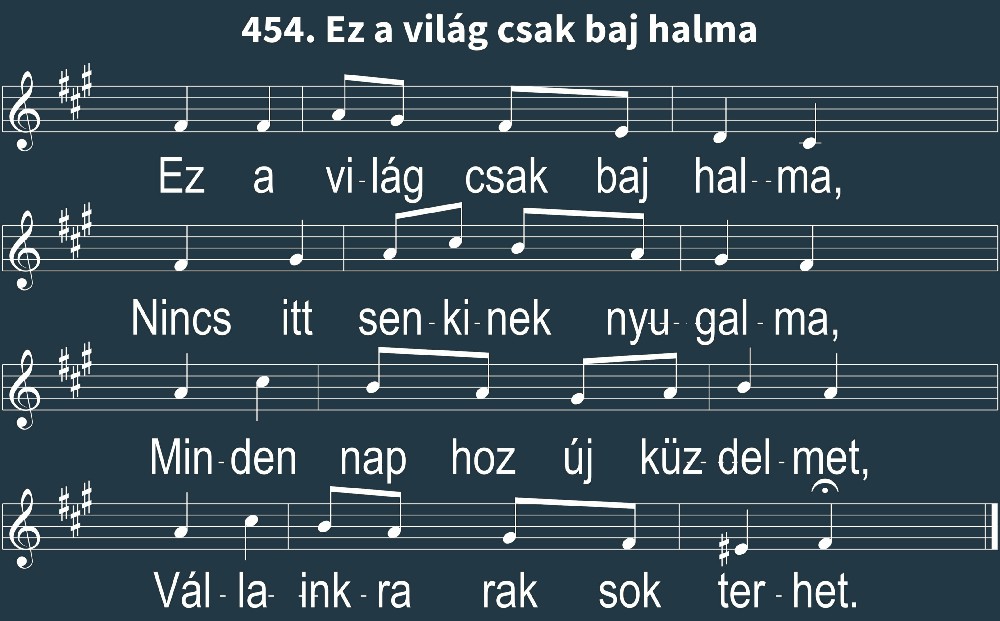 454. Ez a világ csak baj halma
Ez a vi-lág csak baj hal--ma,
Nincs itt sen-ki-nek nyu--gal-ma,
Min-den nap hoz új küz-del-met,
Vál-la-ink-ra rak sok ter-het.